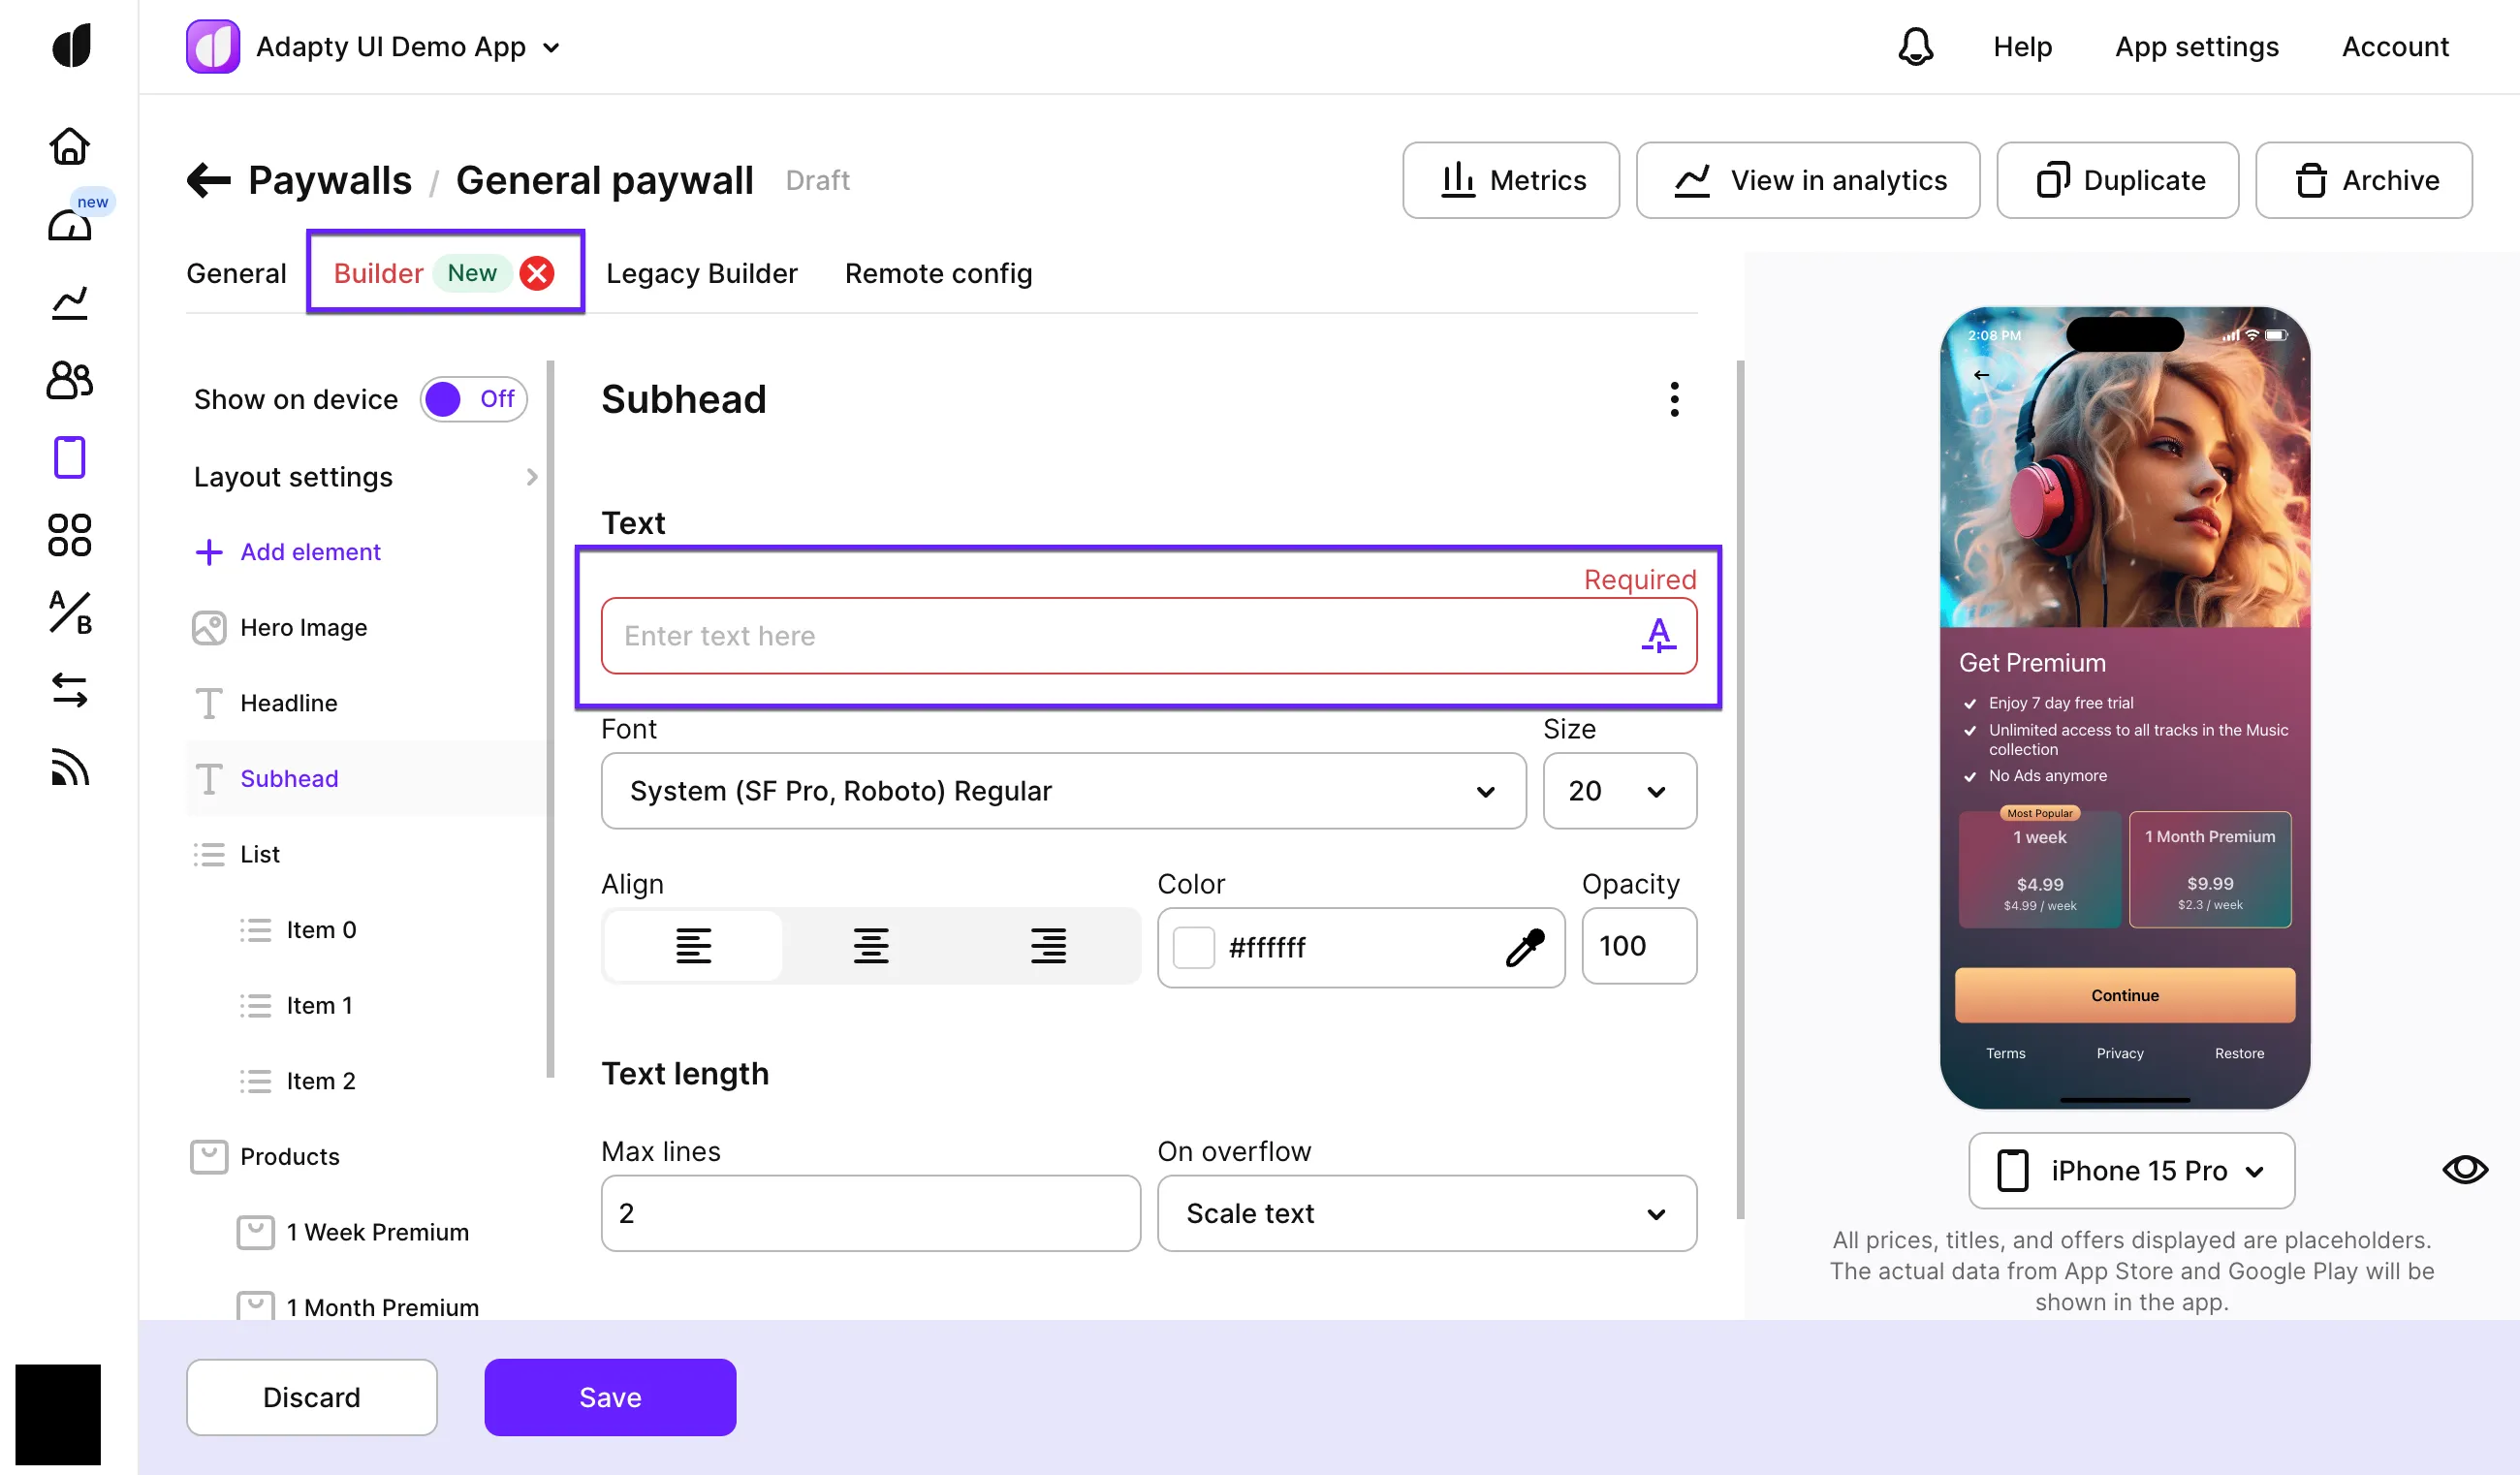 Adapty UI Demo App
Help
App settings
Account
new
Paywalls / General paywall Draft
Metrics
View in analytics
Duplicate
Archive
General
Builder New
Legacy Builder
Remote config
Show on device Off
Layout settings
Add element
Hero Image
Headline
Subhead
List
Item 0
Item 1
Item 2
Products
1 Week Premium
1 Month Premium
A/B
Subhead
Text
Required
Enter text here
A
Font
Size
System (SF Pro, Roboto) Regular
20
Align
Color
Opacity
#ffffff
100
Text length
Max lines
On overflow
2
Scale text
2:08 PM
Get Premium
Enjoy 7 day free trial
Unlimited access to all tracks in the Music
collection
No Ads anymore
Most Popular
1 week
$4.99
$4.99 / week
1 Month Premium
$9.99
$2.3 / week
Continue
Terms
Privacy
Restore
iPhone 15 Pro
All prices, titles, and offers displayed are placeholders.
The actual data from App Store and Google Play will be
shown in the app.
Discard
Save